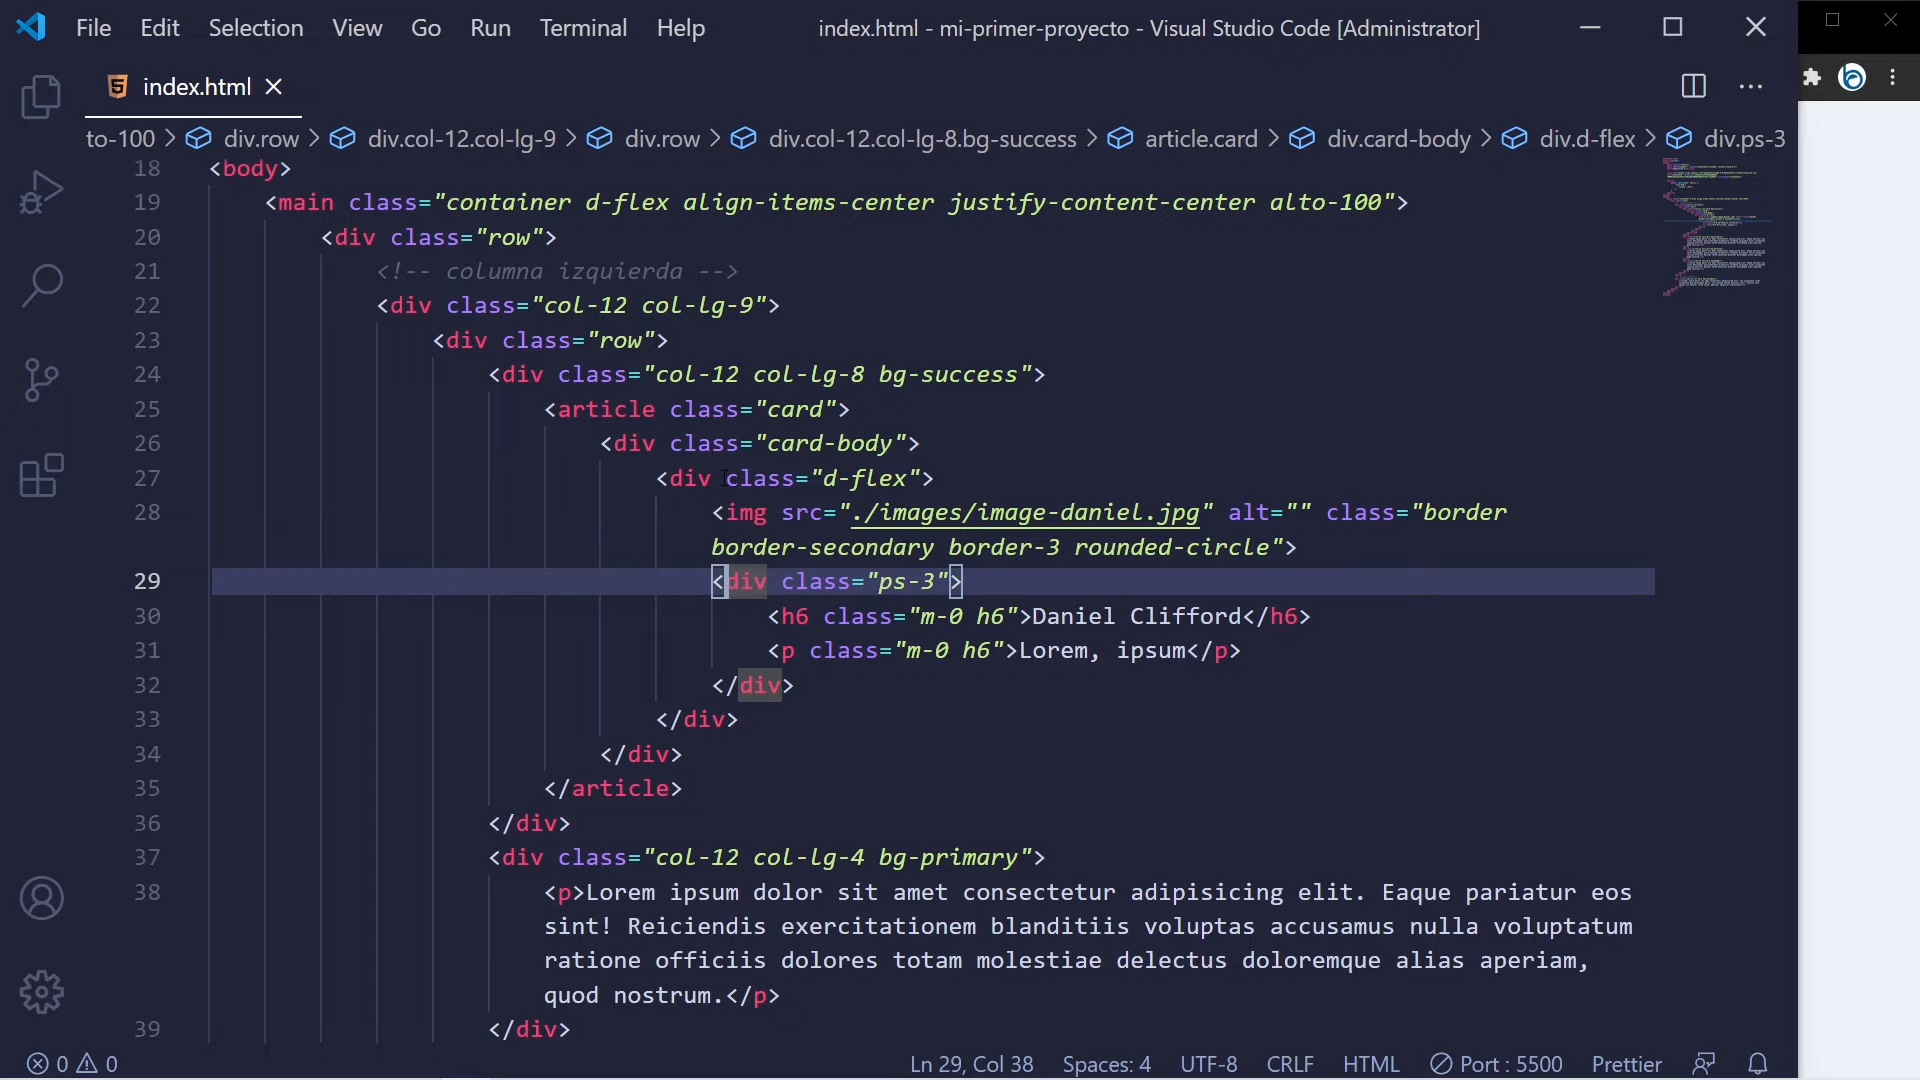 File Edit Selection View Go Run Terminal Help index.html - mi-primer-proyecto - Visual Studio Code [Administrator]
index.html
to-100 > div.row > div.col-12.col-lg-9 > div.row > div.col-12.col-lg-8.bg-success > article.card > div.card-body > div.d-flex > div.ps-3
18 <body>
19 <main class="container d-flex align-items-center justify-content-center alto-100">
20 <div class="row">
21 <!-- columna izquierda -->
22 <div class="col-12 col-lg-9">
23 <div class="row">
24 <div class="col-12 col-lg-8 bg-success">
25 <article class="card">
26 <div class="card-body">
27 <div class="d-flex">
28 <img src="./images/image-daniel.jpg" alt="" class="border
border-secondary border-3 rounded-circle">
29 <div class="ps-3">
30 <h6 class="m-0 h6">Daniel Clifford</h6>
31 <p class="m-0 h6">Lorem, ipsum</p>
32 </div>
33 </div>
34 </div>
35 </article>
36 </div>
37 <div class="col-12 col-lg-4 bg-primary">
38 <p>Lorem ipsum dolor sit amet consectetur adipisicing elit. Eaque pariatur eos
sint! Reiciendis exercitationem blanditiis voluptas accusamus nulla voluptatum
ratione officiis dolores totam molestiae delectus doloremque alias aperiam,
quod nostrum.</p>
39 </div>
0 0 Ln 29, Col 38 Spaces: 4 UTF-8 CRLF HTML Port : 5500 Prettier